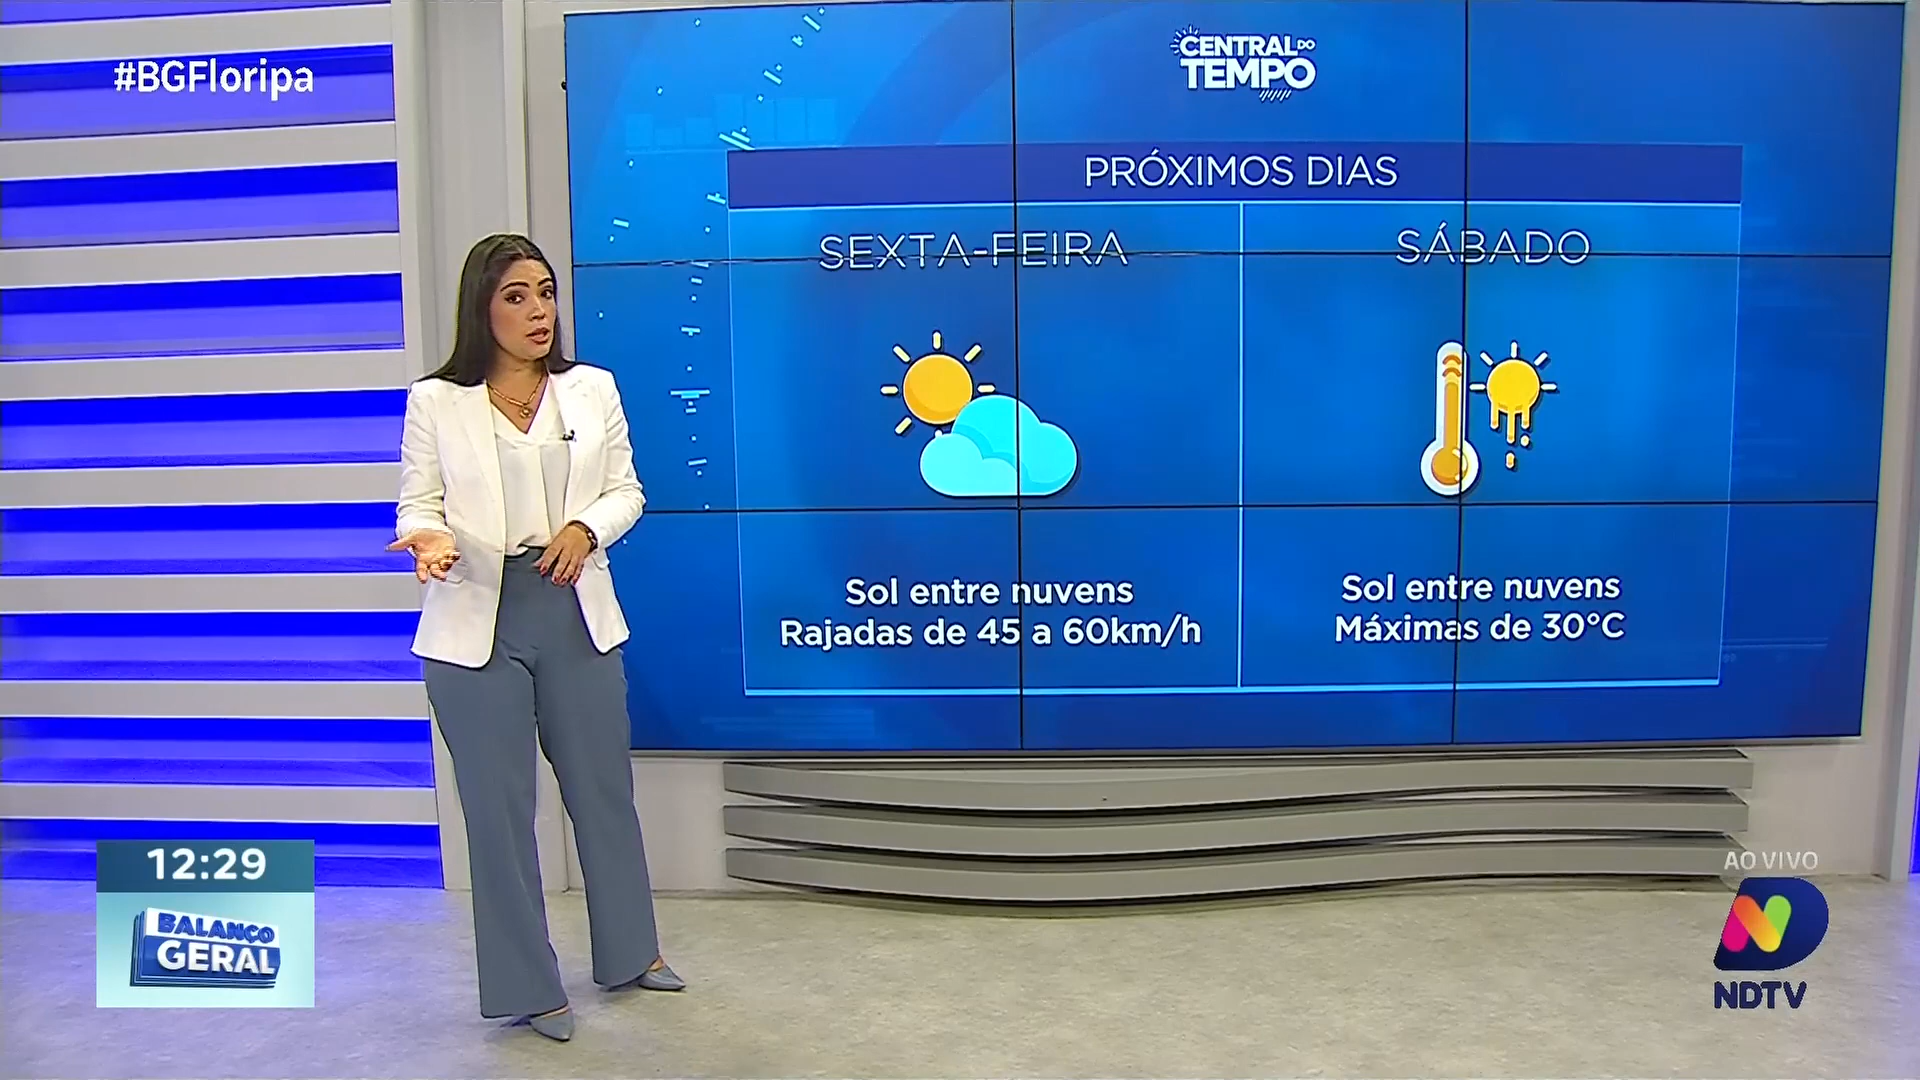 #BGFloripa
CENTRAL DO
TEMPO
PRÓXIMOS DIAS
SEXTA-FEIRA
SÁBADO
Sol entre nuvens
Rajadas de 45 a 60km/h
Sol entre nuvens
Máximas de 30°C
12:29
BALANÇO
GERAL
AO VIVO
NDTV